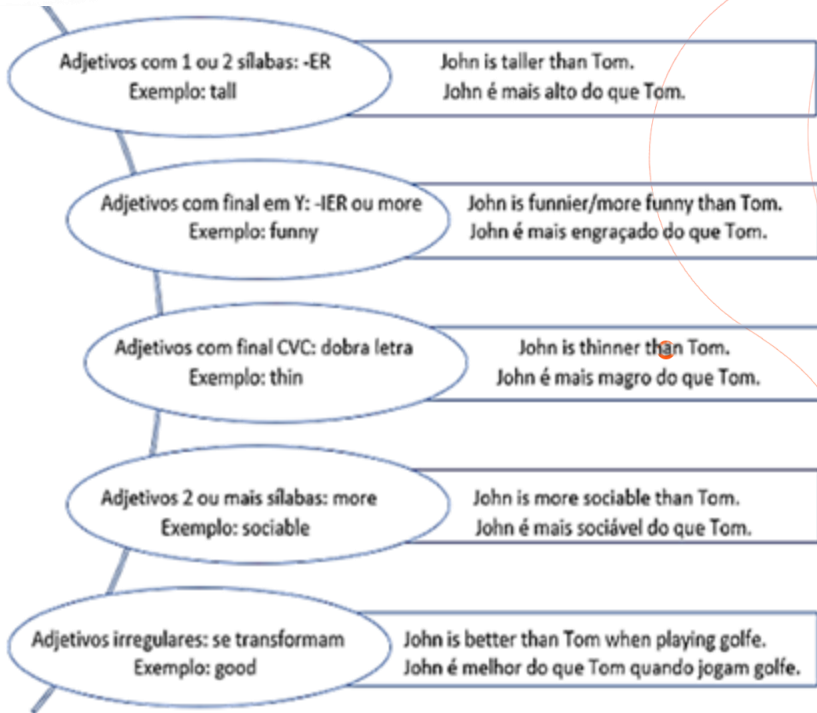 Adjetivos com 1 ou 2 sílabas: -ER
Exemplo: tall
John is taller than Tom.
John é mais alto do que Tom.
Adjetivos com final em Y: -IER ou more
Exemplo: funny
John is funnier/more funny than Tom.
John é mais engraçado do que Tom.
Adjetivos com final CVC: dobra letra
Exemplo: thin
John is thinner than Tom.
John é mais magro do que Tom.
Adjetivos 2 ou mais sílabas: more
Exemplo: sociable
John is more sociable than Tom.
John é mais sociável do que Tom.
Adjetivos irregulares: se transformam
Exemplo: good
John is better than Tom when playing golfe.
John é melhor do que Tom quando jogam golfe.